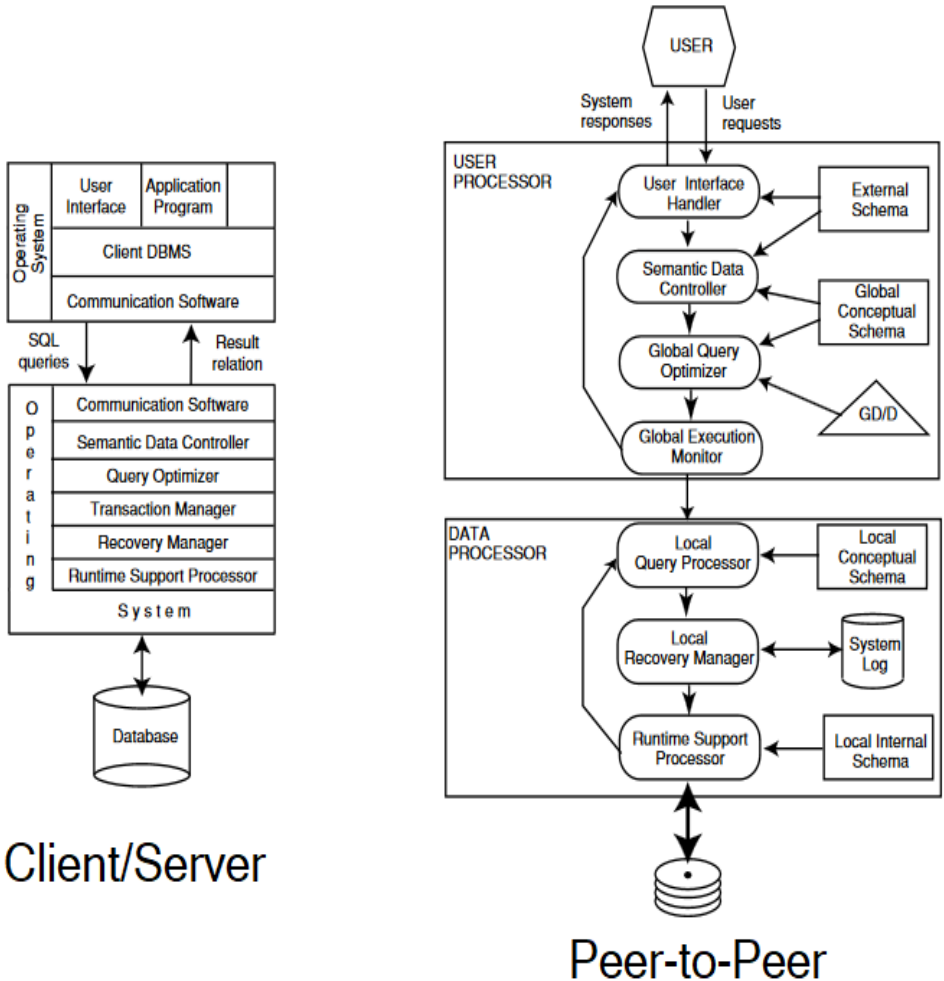 Operating
System
User
Interface
Application
Program
Client DBMS
Communication Software
SQL
queries
Result
relation
Operating
Communication Software
Semantic Data Controller
Query Optimizer
Transaction Manager
Recovery Manager
Runtime Support Processor
System
Database
Client/Server
USER
System
responses
User
requests
USER
PROCESSOR
User Interface
Handler
External
Schema
Semantic Data
Controller
Global
Conceptual
Schema
Global Query
Optimizer
GD/D
Global Execution
Monitor
DATA
PROCESSOR
Local
Query Processor
Local
Conceptual
Schema
Local
Recovery Manager
System
Log
Runtime Support
Processor
Local Internal
Schema
Peer-to-Peer